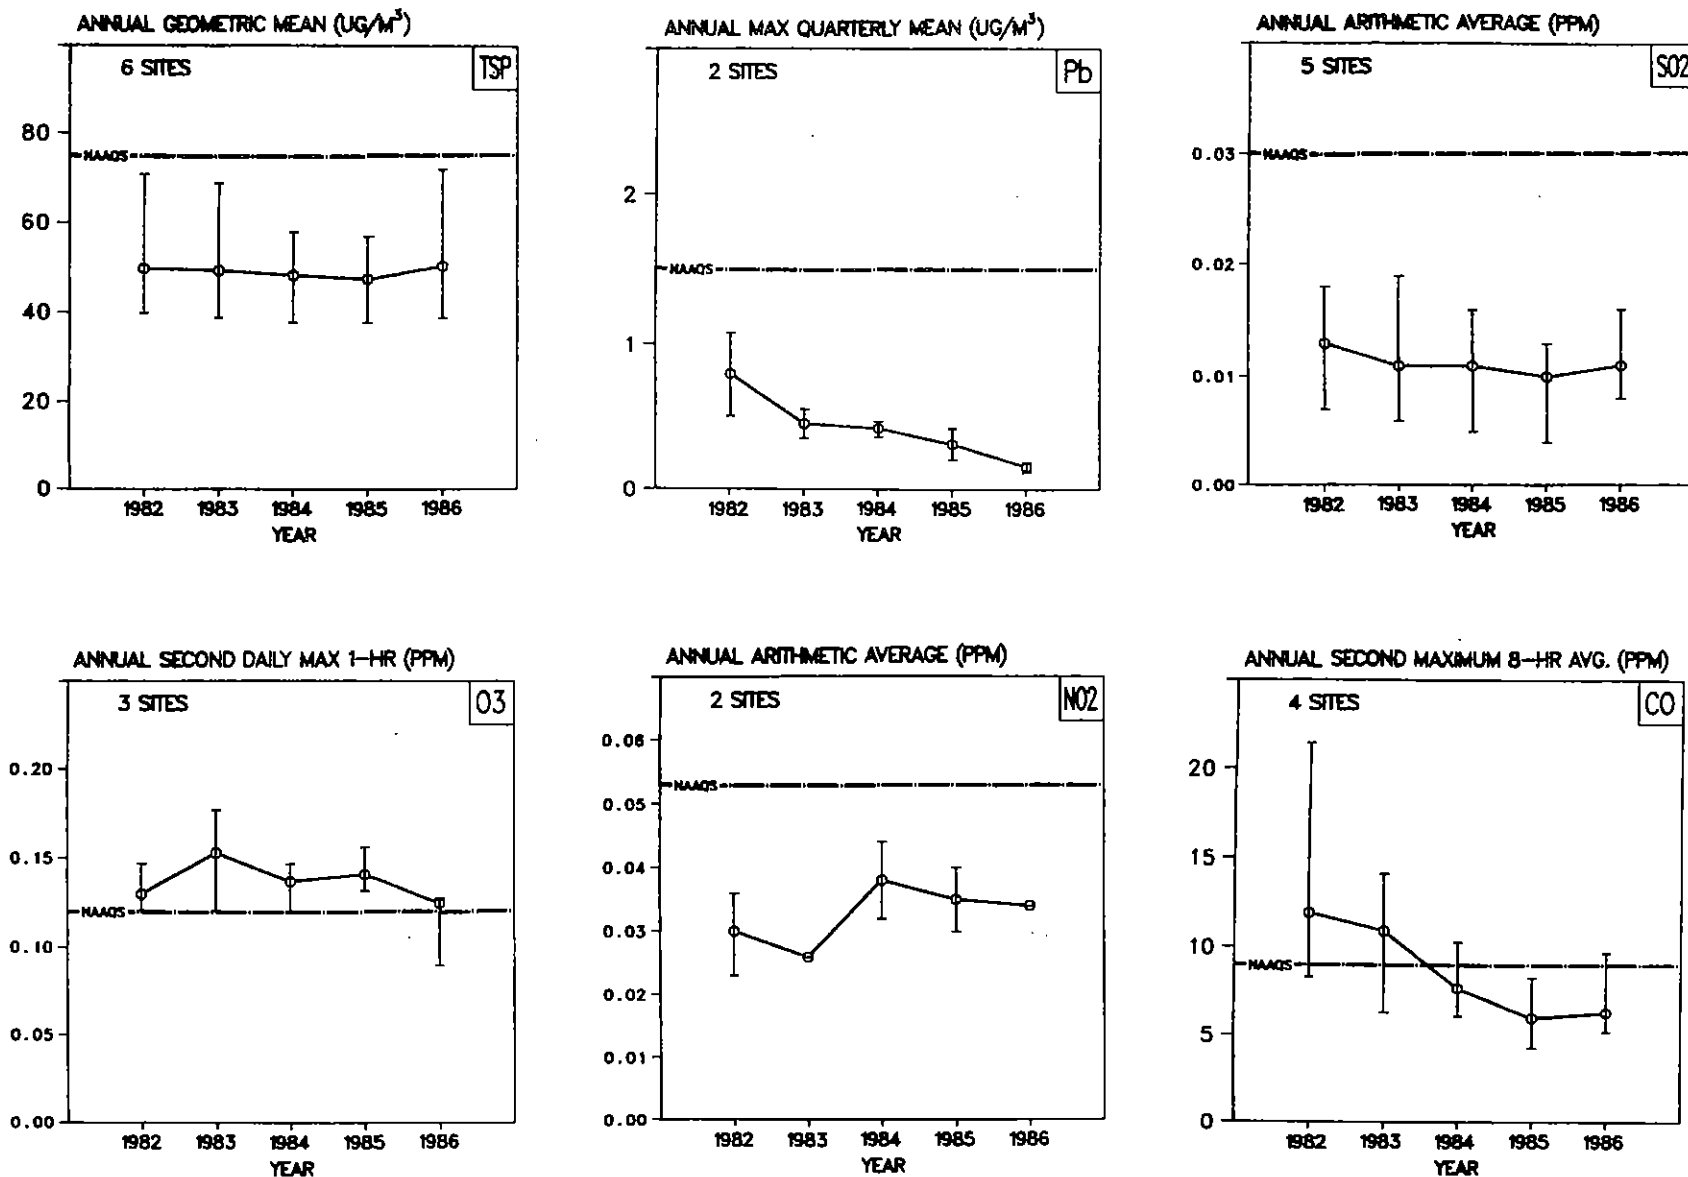 ANNUAL GEOMETRIC MEAN (UG/M³)
6 SITES
TSP
80
NAAQS
60
40
20
0
1982 1983 1984 1985 1986
YEAR
ANNUAL MAX QUARTERLY MEAN (UG/M³)
2 SITES
Pb
2
NAAQS
1
0
1982 1983 1984 1985 1986
YEAR
ANNUAL ARITHMETIC AVERAGE (PPM)
5 SITES
SO2
0.03
NAAQS
0.02
0.01
0.00
1982 1983 1984 1985 1986
YEAR
ANNUAL SECOND DAILY MAX 1-HR (PPM)
3 SITES
O3
0.20
0.15
NAAQS
0.10
0.05
0.00
1982 1983 1984 1985 1986
YEAR
ANNUAL ARITHMETIC AVERAGE (PPM)
2 SITES
NO2
0.06
NAAQS
0.05
0.04
0.03
0.02
0.01
0.00
1982 1983 1984 1985 1986
YEAR
ANNUAL SECOND MAXIMUM 8-HR AVG. (PPM)
4 SITES
CO
20
15
10
NAAQS
5
0
1982 1983 1984 1985 1986
YEAR